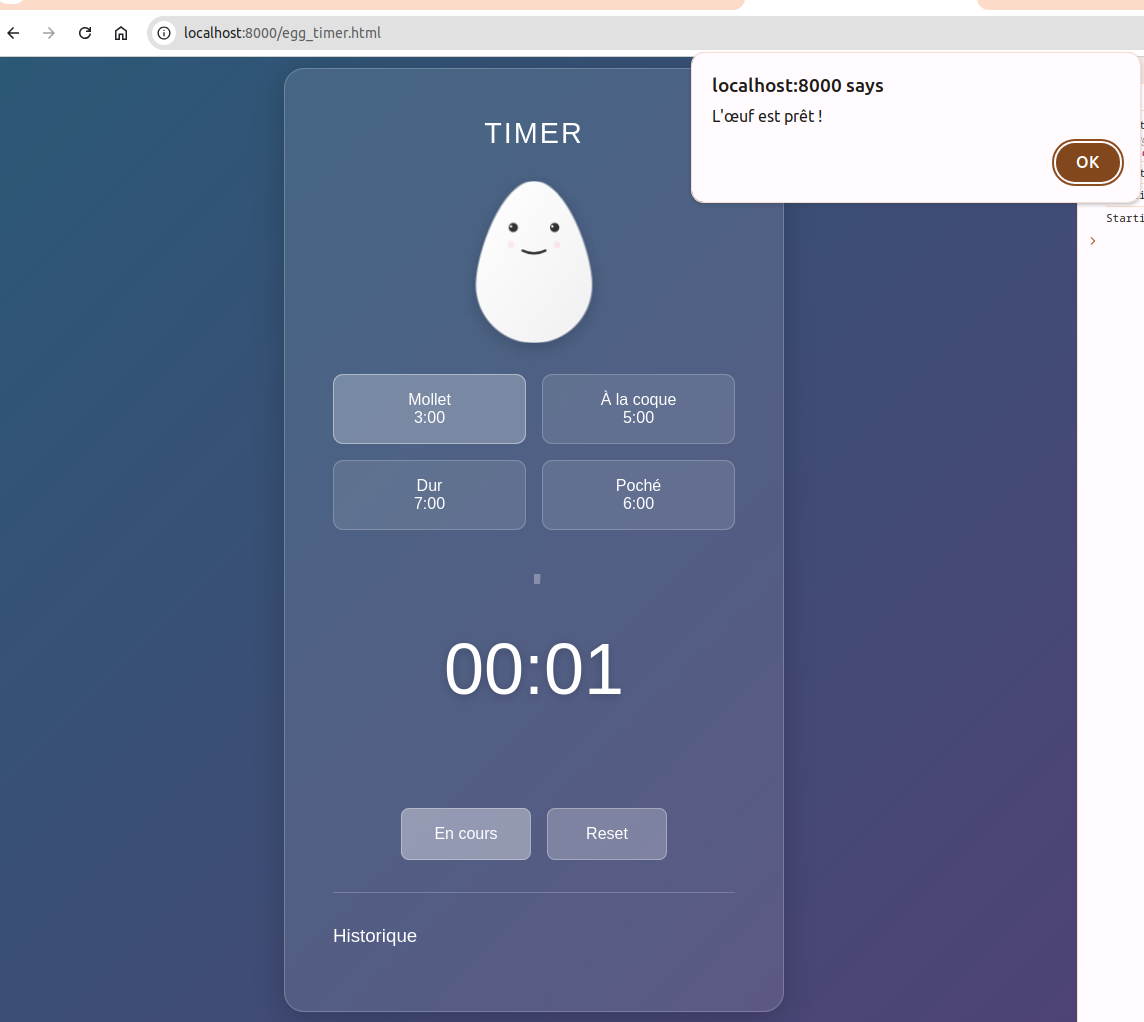 localhost:8000/egg_timer.html
localhost:8000 says
L'œuf est prêt !
OK
TIMER
Mollet
3:00
À la coque
5:00
Dur
7:00
Poché
6:00
00:01
En cours
Reset
Historique